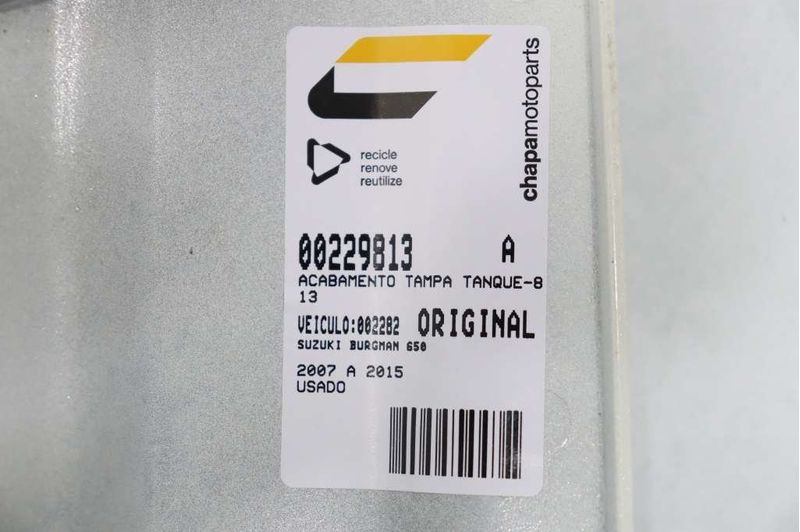 chapamotoparts
recicle
renove
reutilize
00229813 A
ACABAMENTO TAMPA TANQUE-8
13
VEICULO:002282 ORIGINAL
SUZUKI BURGMAN 650
2007 A 2015
USADO